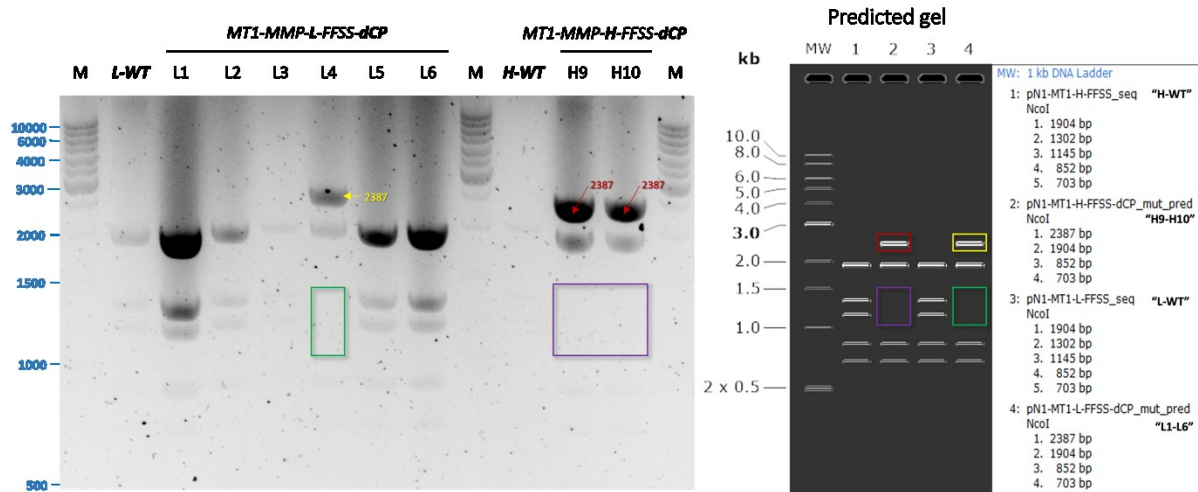 MT1-MMP-L-FFSS-dCP
MT1-MMP-H-FFSS-dCP
M L-WT L1 L2 L3 L4 L5 L6 M H-WT H9 H10 M
10000
6000
4000
3000
2000
1500
1000
500
2387
2387
2387
Predicted gel
kb
MW 1 2 3 4
10.0
8.0
6.0
5.0
4.0
3.0
2.0
1.5
1.0
2 x 0.5
MW: 1 kb DNA Ladder
1: pN1-MT1-H-FFSS_seq "H-WT"
NcoI
1. 1904 bp
2. 1302 bp
3. 1145 bp
4. 852 bp
5. 703 bp
2: pN1-MT1-H-FFSS-dCP_mut_pred
NcoI "H9-H10"
1. 2387 bp
2. 1904 bp
3. 852 bp
4. 703 bp
3: pN1-MT1-L-FFSS_seq "L-WT"
NcoI
1. 1904 bp
2. 1302 bp
3. 1145 bp
4. 852 bp
5. 703 bp
4: pN1-MT1-L-FFSS-dCP_mut_pred
NcoI "L1-L6"
1. 2387 bp
2. 1904 bp
3. 852 bp
4. 703 bp